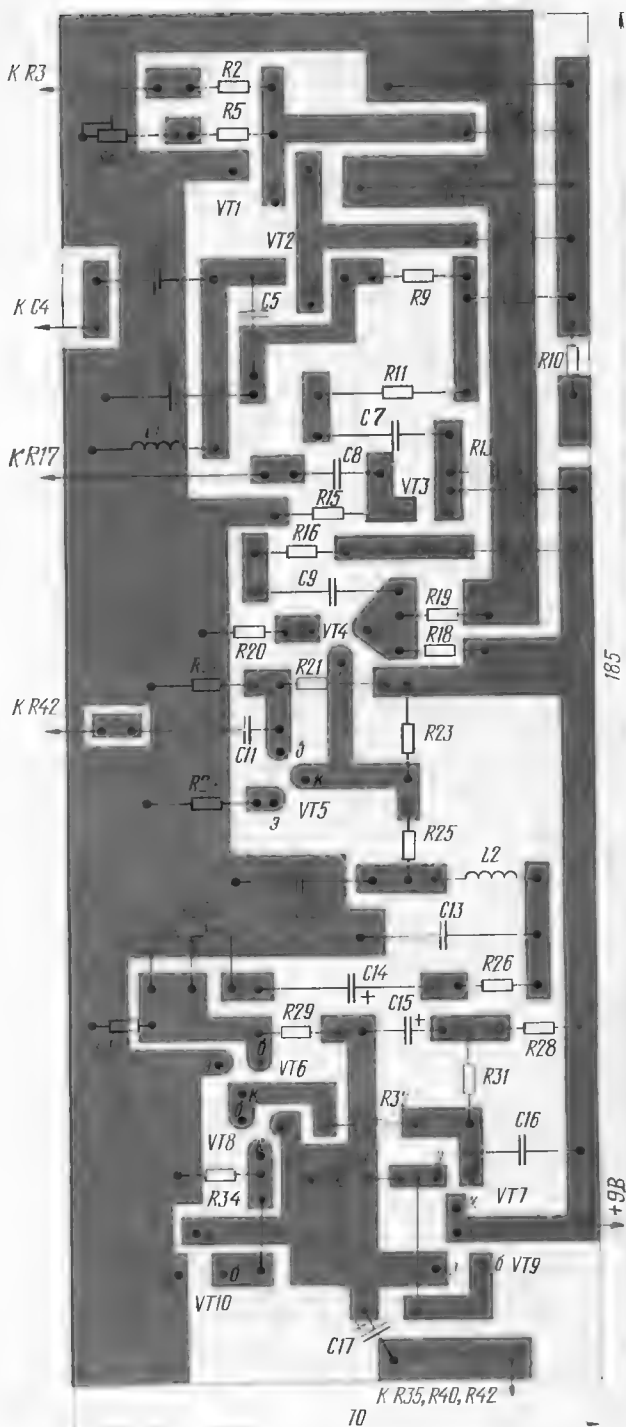 К R3
R2
R5
VT1
VT2
К C4
C5
R9
R10
R11
C7
C8
К R17
VT3
R15
R16
C9
R19
R20
VT4
R18
R21
185
К R42
C11
б
R23
к
VT5
э
R25
L2
C13
C14
+
R26
C15
+
R29
R28
б
VT6
R31
к
б
C16
VT8
R34
VT7
+9В
б
VT9
б
VT10
C17
К R35, R40, R42
70